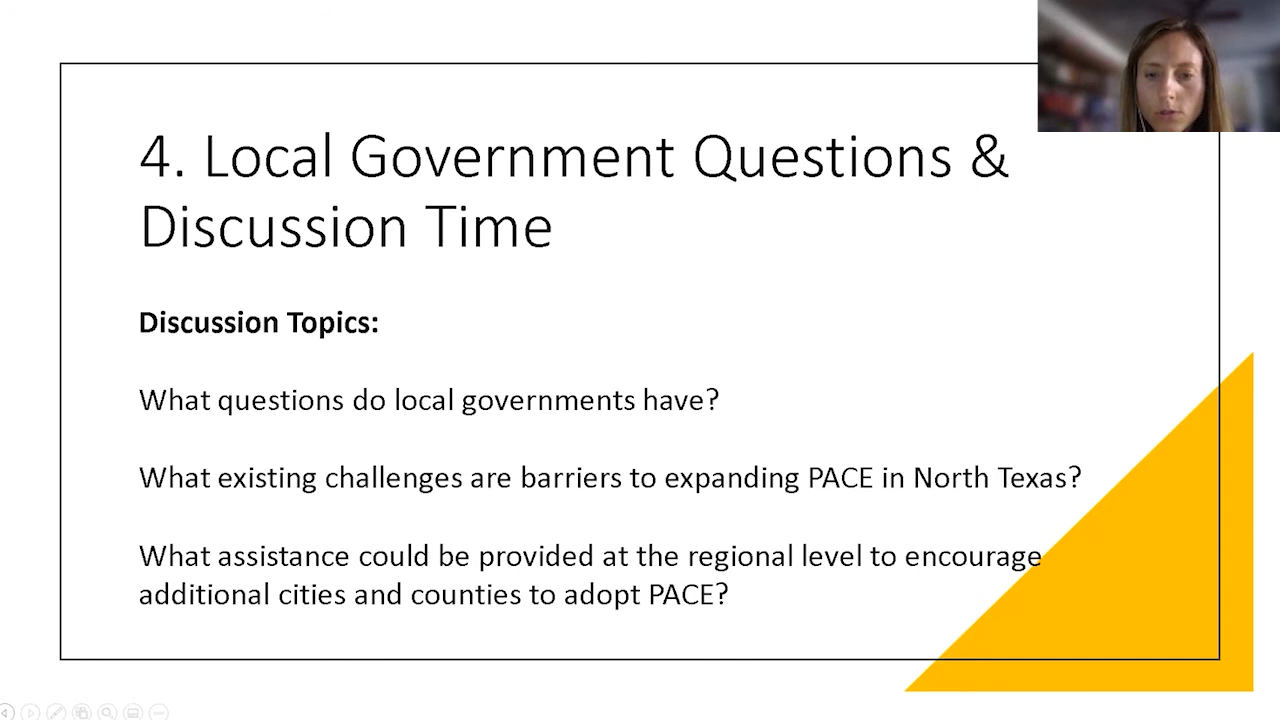 4. Local Government Questions &
Discussion Time
Discussion Topics:
What questions do local governments have?
What existing challenges are barriers to expanding PACE in North Texas?
What assistance could be provided at the regional level to encourage
additional cities and counties to adopt PACE?